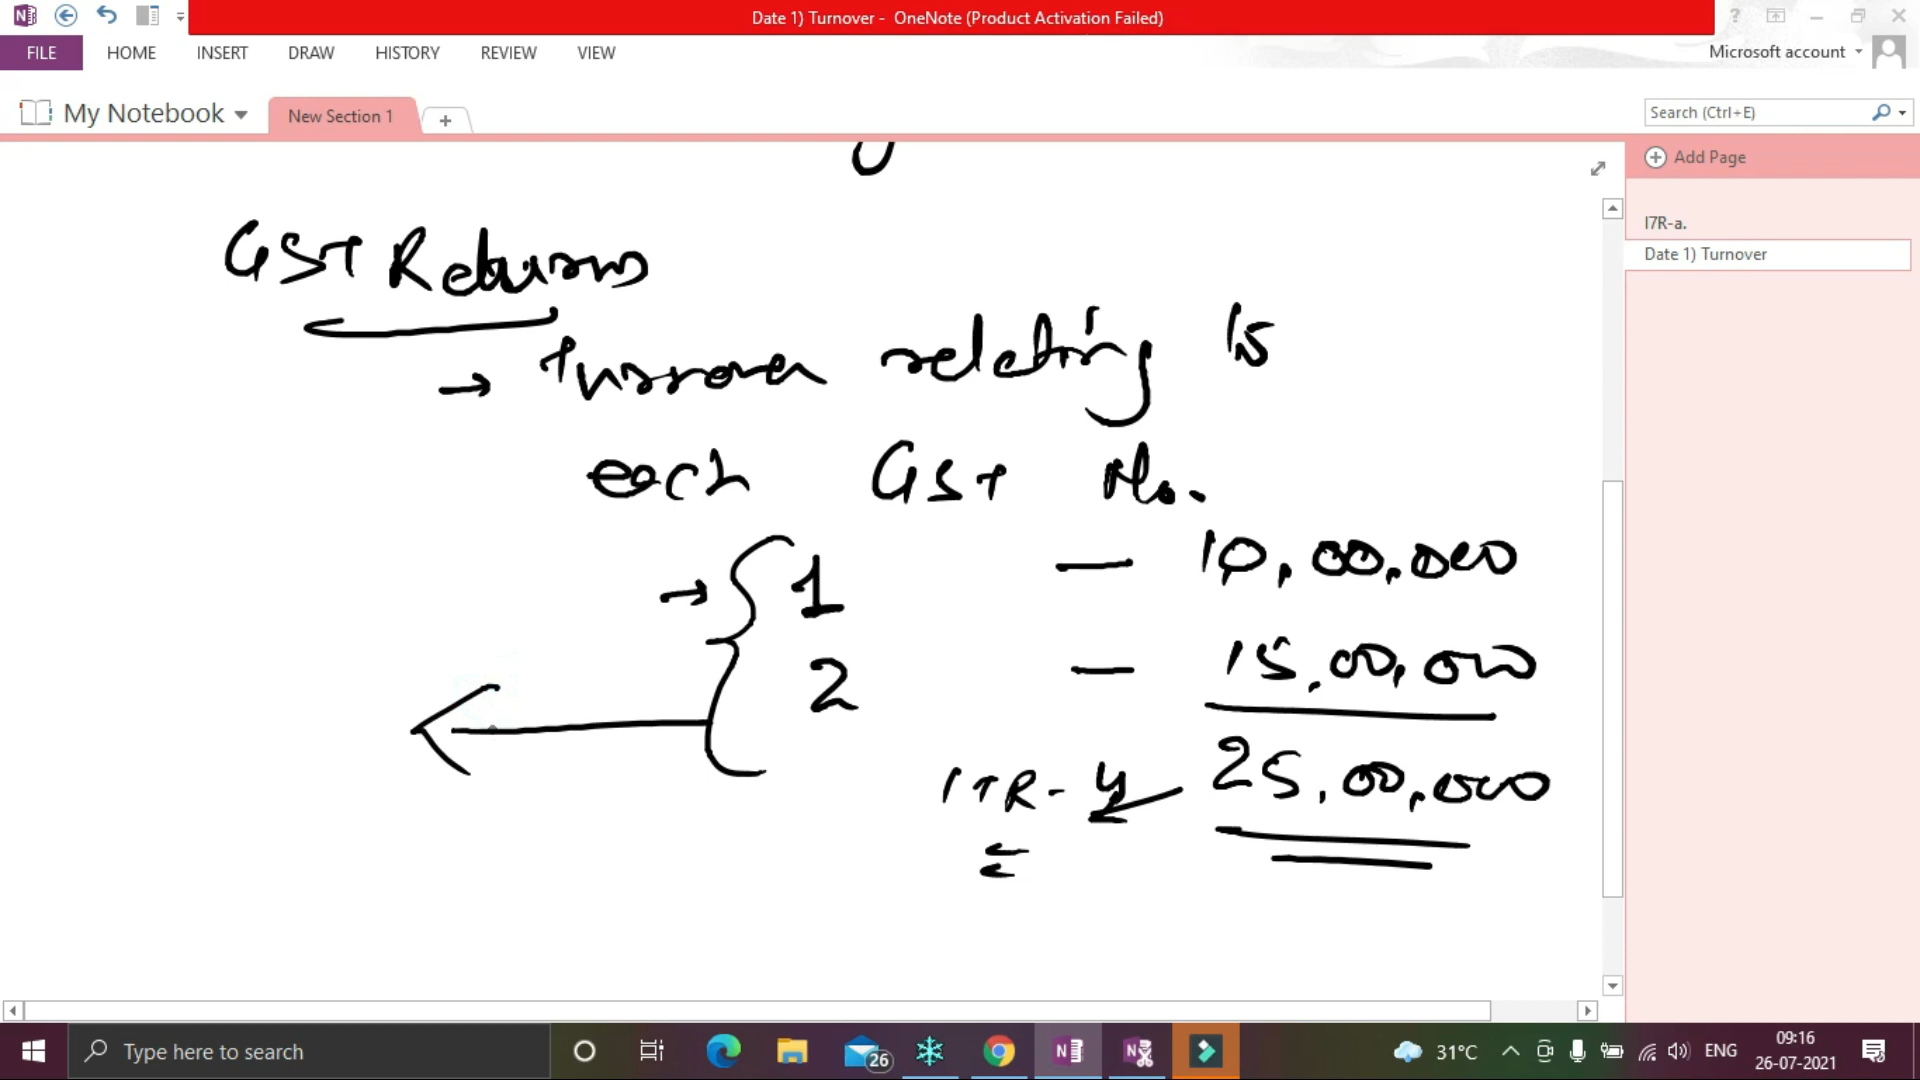 Date 1) Turnover - OneNote (Product Activation Failed)
FILE HOME INSERT DRAW HISTORY REVIEW VIEW
Microsoft account
My Notebook
New Section 1
Search (Ctrl+E)
Add Page
I7R-a.
Date 1) Turnover
GST Returns
→ Turnover relating to
each GST No.
→ 1 — 10,00,000
2 — 15,00,000
ITR-4 25,00,000
Type here to search
26
31°C
ENG
09:16
26-07-2021